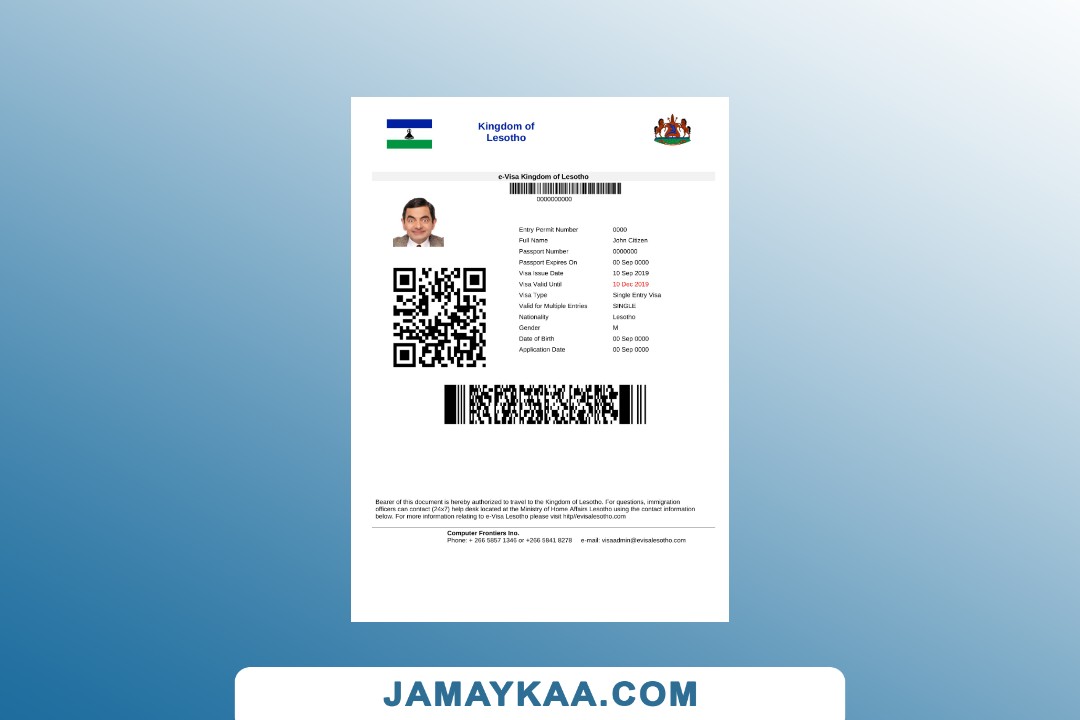 Kingdom of
Lesotho
e-Visa Kingdom of Lesotho
0000000000
Entry Permit Number 0000
Full Name John Citizen
Passport Number 0000000
Passport Expires On 00 Sep 0000
Visa Issue Date 10 Sep 2019
Visa Valid Until 10 Dec 2019
Visa Type Single Entry Visa
Valid for Multiple Entries SINGLE
Nationality Lesotho
Gender M
Date of Birth 00 Sep 0000
Application Date 00 Sep 0000
Bearer of this document is hereby authorized to travel to the Kingdom of Lesotho. For questions, immigration
officers can contact (24x7) help desk located at the Ministry of Home Affairs Lesotho using the contact information
below. For more information relating to e-Visa Lesotho please visit http//evisalesotho.com
Computer Frontiers Inc.
Phone: + 266 5857 1346 or +266 5941 8278 e-mail: visaadmin@evisalesotho.com
JAMAYKAA.COM